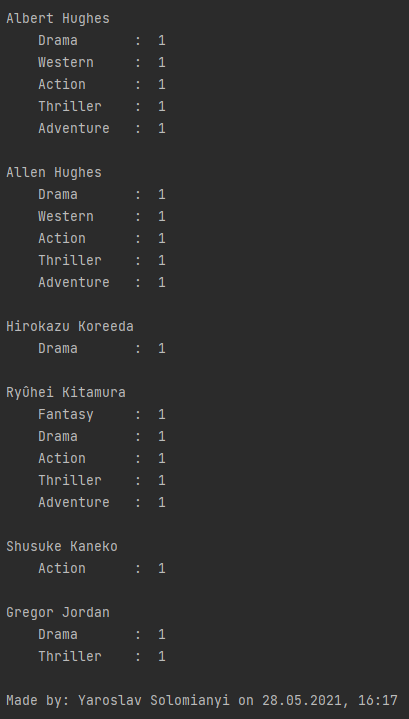 Albert Hughes
Drama : 1
Western : 1
Action : 1
Thriller : 1
Adventure : 1
Allen Hughes
Drama : 1
Western : 1
Action : 1
Thriller : 1
Adventure : 1
Hirokazu Koreeda
Drama : 1
Ryûhei Kitamura
Fantasy : 1
Drama : 1
Action : 1
Thriller : 1
Adventure : 1
Shusuke Kaneko
Action : 1
Gregor Jordan
Drama : 1
Thriller : 1
Made by: Yaroslav Solomianyi on 28.05.2021, 16:17